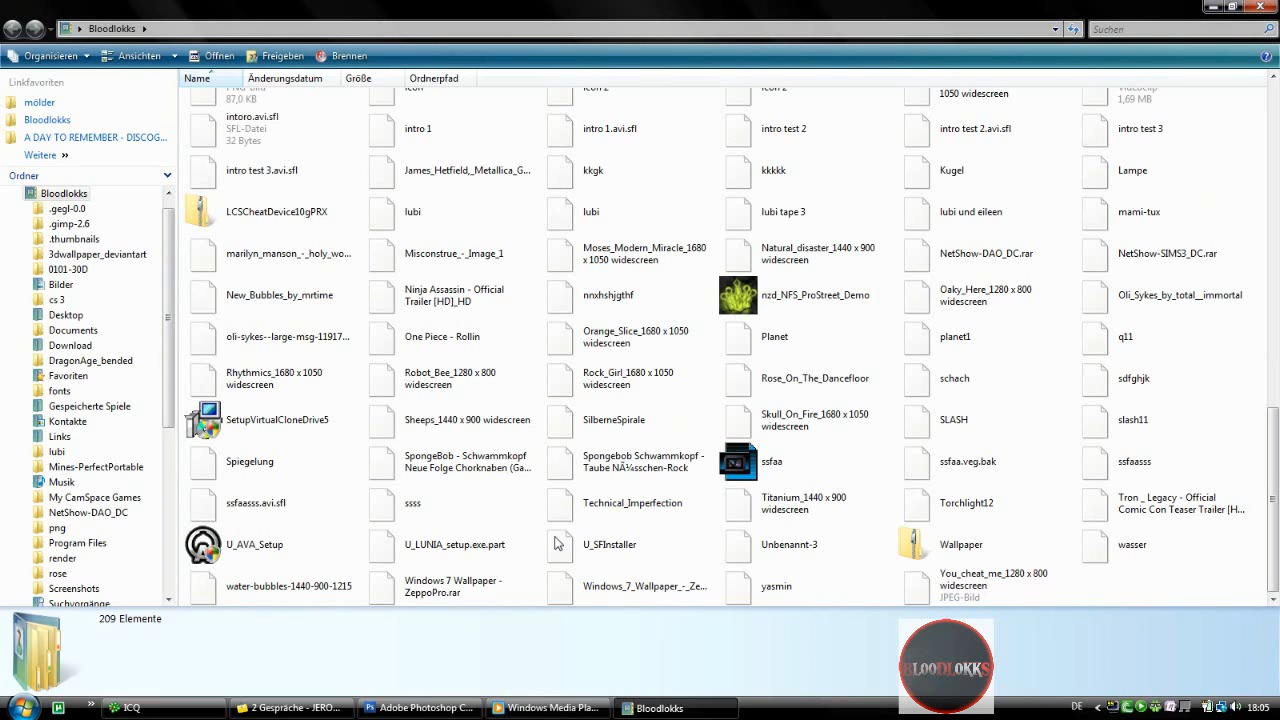 Bloodlokks
Suchen
Organisieren
Ansichten
Öffnen
Freigeben
Brennen
Linkfavoriten
mölder
Bloodlokks
A DAY TO REMEMBER - DISCOG...
Weitere »
Ordner
Bloodlokks
.gegl-0.0
.gimp-2.6
.thumbnails
3dwallpaper_deviantart
0101-30D
Bilder
cs 3
Desktop
Documents
Download
DragonAge_bended
Favoriten
fonts
Gespeicherte Spiele
Kontakte
Links
lubi
Mines-PerfectPortable
Musik
My CamSpace Games
NetShow-DAO_DC
png
Program Files
render
rose
Screenshots
Suchvorgänge
Name
Änderungsdatum
Größe
Ordnerpfad
87,0 KB
1050 widescreen
1,69 MB
intoro.avi.sfl
SFL-Datei
32 Bytes
intro 1
intro 1.avi.sfl
intro test 2
intro test 2.avi.sfl
intro test 3
intro test 3.avi.sfl
James_Hetfield,_Metallica_G...
kkgk
kkkkk
Kugel
Lampe
LCSCheatDevice10gPRX
lubi
lubi
lubi tape 3
lubi und eileen
mami-tux
marilyn_manson_-_holy_wo...
Misconstrue_-_Image_1
Moses_Modern_Miracle_1680
x 1050 widescreen
Natural_disaster_1440 x 900
widescreen
NetShow-DAO_DC.rar
NetShow-SIMS3_DC.rar
New_Bubbles_by_mrtime
Ninja Assassin - Official
Trailer [HD]_HD
nnxhshjgthf
nzd_NFS_ProStreet_Demo
Oaky_Here_1280 x 800
widescreen
Oli_Sykes_by_total__immortal
oli-sykes--large-msg-11917...
One Piece - Rollin
Orange_Slice_1680 x 1050
widescreen
Planet
planet1
q11
Rhythmics_1680 x 1050
widescreen
Robot_Bee_1280 x 800
widescreen
Rock_Girl_1680 x 1050
widescreen
Rose_On_The_Dancefloor
schach
sdfghjk
SetupVirtualCloneDrive5
Sheeps_1440 x 900 widescreen
SilberneSpirale
Skull_On_Fire_1680 x 1050
widescreen
SLASH
slash11
Spiegelung
SpongeBob - Schwammkopf
Neue Folge Chorknaben (Ga...
Spongebob Schwammkopf -
Taube NÃ¼sschen-Rock
ssfaa
ssfaa.veg.bak
ssfaasss
ssfaasss.avi.sfl
ssss
Technical_Imperfection
Titanium_1440 x 900
widescreen
Torchlight12
Tron _ Legacy - Official
Comic Con Teaser Trailer [H...
U_AVA_Setup
U_LUNIA_setup.exe.part
U_SFInstaller
Unbenannt-3
Wallpaper
wasser
water-bubbles-1440-900-1215
Windows 7 Wallpaper -
ZeppoPro.rar
Windows_7_Wallpaper_-_Ze...
yasmin
You_cheat_me_1280 x 800
widescreen
JPEG-Bild
209 Elemente
BLOODLOKKS
ICQ
2 Gespräche - JERO...
Adobe Photoshop C...
Windows Media Pla...
Bloodlokks
DE
18:05